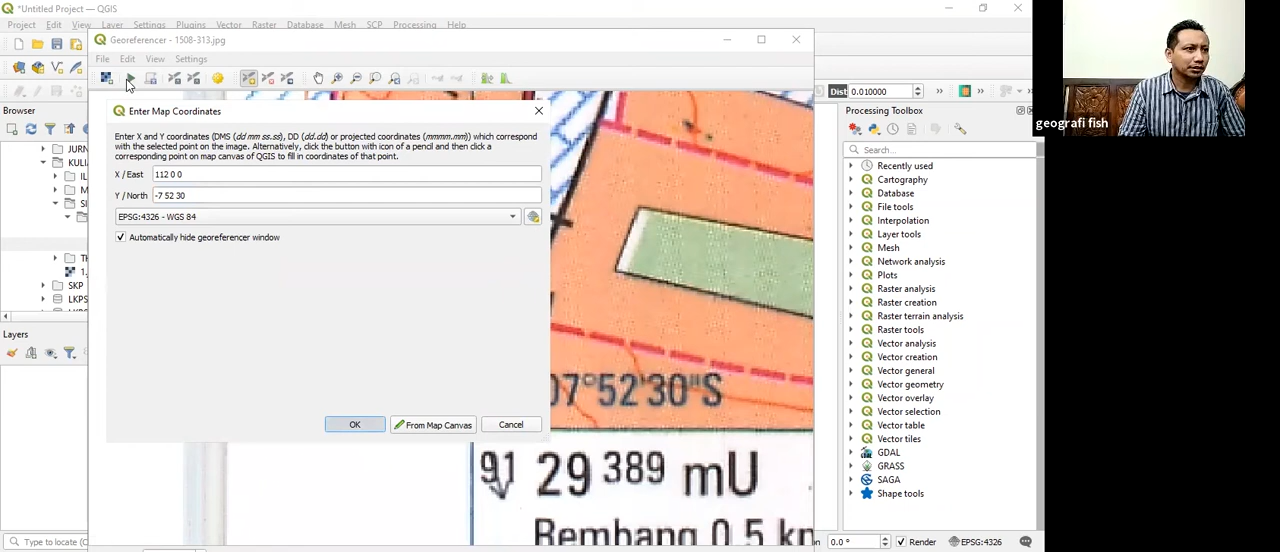 *Untitled Project — QGIS
Project Edit View Layer Settings Plugins Vector Raster Database Mesh SCP Processing Help
Georeferencer - 1508-313.jpg
File Edit View Settings
Dist 0.010000
Browser
JURN
KULIA
IL
M
SI
TH
1.
SKP
LKPS
Layers
Type to locate (C
Enter Map Coordinates
Enter X and Y coordinates (DMS (dd mm ss.ss), DD (dd.dd) or projected coordinates (mmmm.mm)) which correspond
with the selected point on the image. Alternatively, click the button with icon of a pencil and then click a
corresponding point on map canvas of QGIS to fill in coordinates of that point.
X / East 112 0 0
Y / North -7 52 30
EPSG:4326 - WGS 84
Automatically hide georeferencer window
OK From Map Canvas Cancel
07°52'30"S
91 29 389 mU
Rembang 0,5 km
Processing Toolbox
Search...
Recently used
Cartography
Database
File tools
Interpolation
Layer tools
Mesh
Network analysis
Plots
Raster analysis
Raster creation
Raster terrain analysis
Raster tools
Vector analysis
Vector creation
Vector general
Vector geometry
Vector overlay
Vector selection
Vector table
Vector tiles
GDAL
GRASS
SAGA
Shape tools
on 0.0 ° Render EPSG:4326
geografi fish